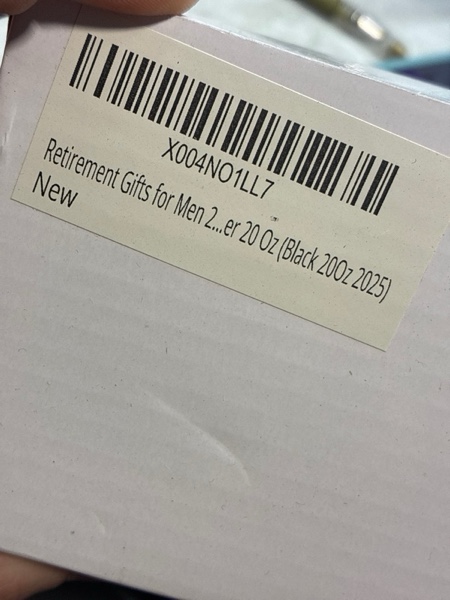 X004NO1LL7
Retirement Gifts for Men 2...er 20 Oz (Black 20Oz 2025)
New